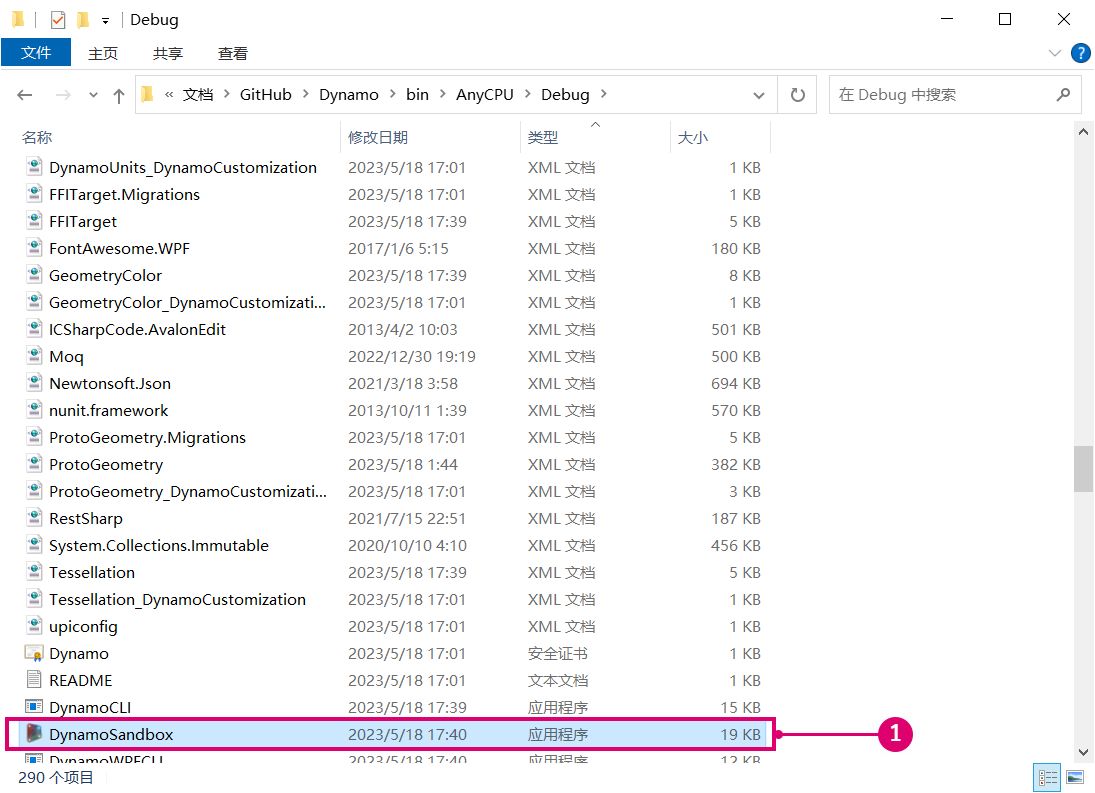 Debug
文件 主页 共享 查看 ?
« 文档 > GitHub > Dynamo > bin > AnyCPU > Debug > 在 Debug 中搜索
名称 修改日期 类型 大小
DynamoUnits_DynamoCustomization 2023/5/18 17:01 XML 文档 1 KB
FFITarget.Migrations 2023/5/18 17:01 XML 文档 1 KB
FFITarget 2023/5/18 17:39 XML 文档 5 KB
FontAwesome.WPF 2017/1/6 5:15 XML 文档 180 KB
GeometryColor 2023/5/18 17:39 XML 文档 8 KB
GeometryColor_DynamoCustomizati... 2023/5/18 17:01 XML 文档 1 KB
ICSharpCode.AvalonEdit 2013/4/2 10:03 XML 文档 501 KB
Moq 2022/12/30 19:19 XML 文档 500 KB
Newtonsoft.Json 2021/3/18 3:58 XML 文档 694 KB
nunit.framework 2013/10/11 1:39 XML 文档 570 KB
ProtoGeometry.Migrations 2023/5/18 17:01 XML 文档 5 KB
ProtoGeometry 2023/5/18 1:44 XML 文档 382 KB
ProtoGeometry_DynamoCustomizati... 2023/5/18 17:01 XML 文档 3 KB
RestSharp 2021/7/15 22:51 XML 文档 187 KB
System.Collections.Immutable 2020/10/10 4:10 XML 文档 456 KB
Tessellation 2023/5/18 17:39 XML 文档 5 KB
Tessellation_DynamoCustomization 2023/5/18 17:01 XML 文档 1 KB
upiconfig 2023/5/18 17:01 XML 文档 1 KB
Dynamo 2023/5/18 17:01 安全证书 1 KB
README 2023/5/18 17:01 文本文档 1 KB
DynamoCLI 2023/5/18 17:39 应用程序 15 KB
DynamoSandbox 2023/5/18 17:40 应用程序 19 KB 1
DynamoWPFCLI 2023/5/18 17:40 应用程序 12 KB
290 个项目